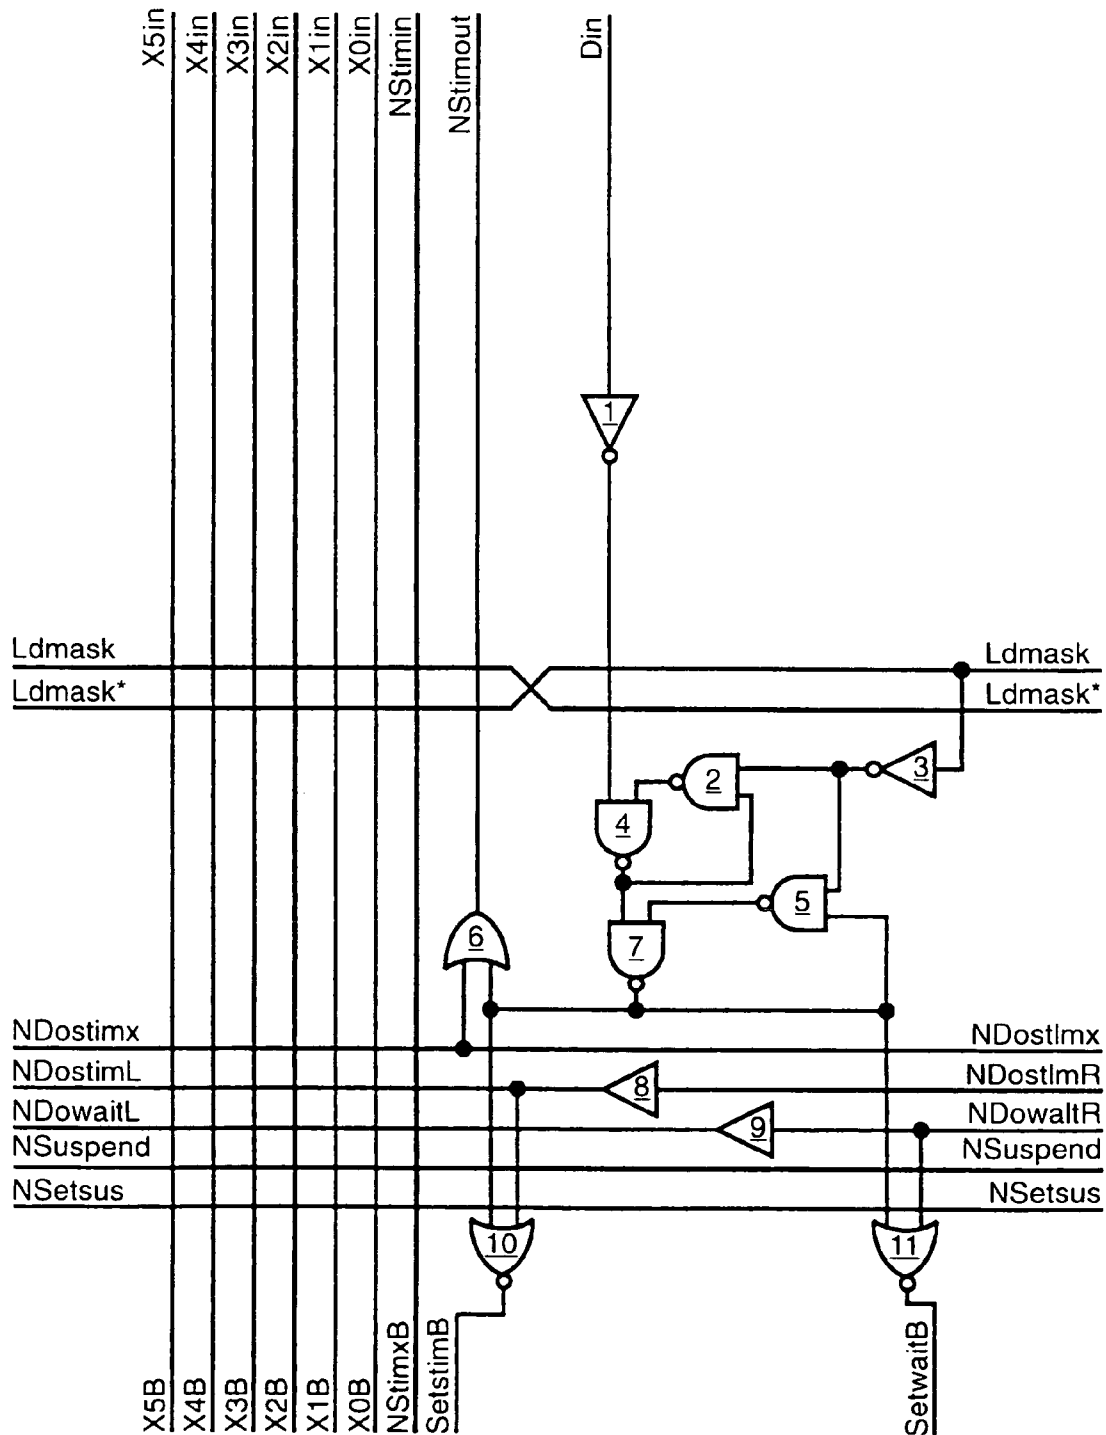 X5in
X4in
X3in
X2in
X1in
X0in
NStimin
NStimout
Din
1
Ldmask
Ldmask
Ldmask*
Ldmask*
2
3
4
5
6
7
NDostimx
NDostImx
NDostimL
8
NDostImR
NDowaitL
9
NDowaltR
NSuspend
NSuspend
NSetsus
NSetsus
10
11
X5B
X4B
X3B
X2B
X1B
X0B
NStimxB
SetstimB
SetwaitB